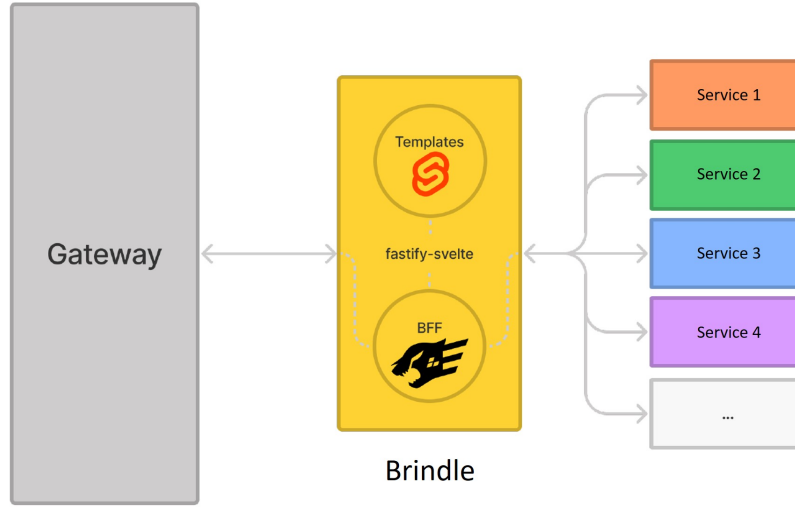 Gateway
Templates
fastify-svelte
BFF
Brindle
Service 1
Service 2
Service 3
Service 4
...